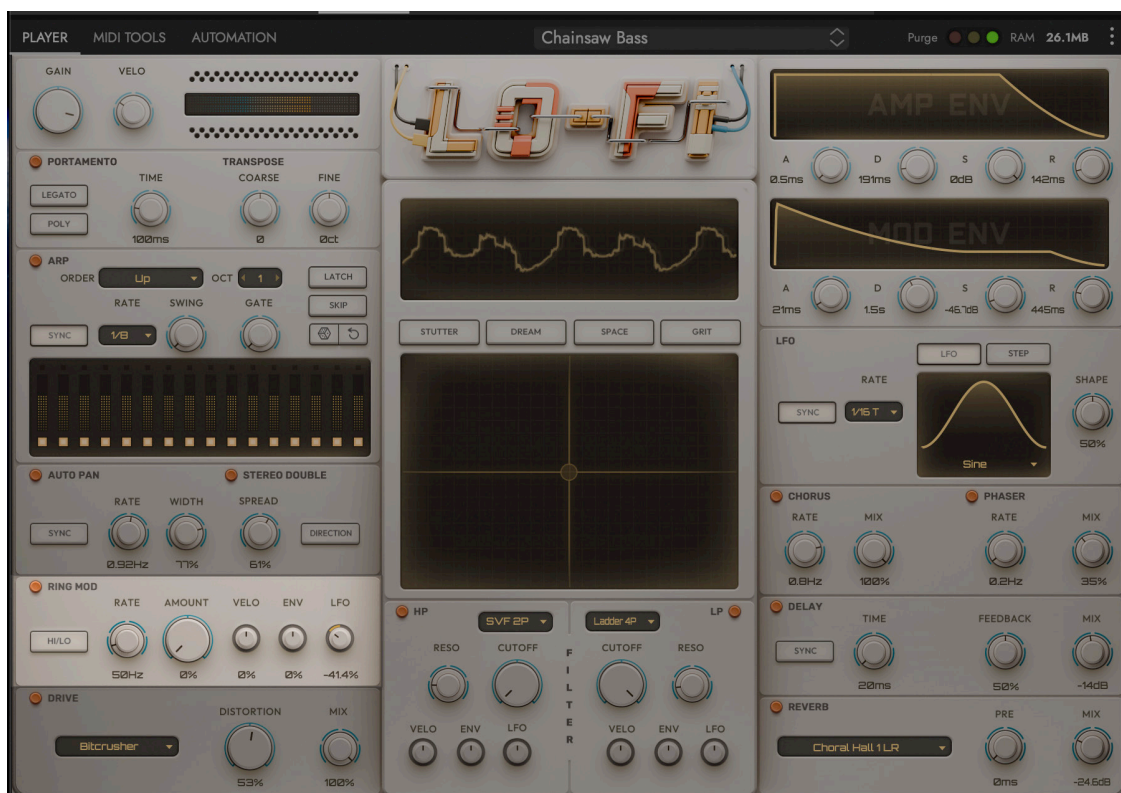 PLAYER MIDI TOOLS AUTOMATION Chainsaw Bass Purge RAM 26.1MB
GAIN VELO
PORTAMENTO TRANSPOSE
TIME COARSE FINE
LEGATO
POLY
100ms 0 0ct
ARP
ORDER Up OCT 1 LATCH
RATE SWING GATE SKIP
SYNC 1/8
AUTO PAN STEREO DOUBLE
RATE WIDTH SPREAD
SYNC DIRECTION
0.92Hz 77% 61%
RING MOD
RATE AMOUNT VELO ENV LFO
HI/LO
50Hz 0% 0% 0% -41.4%
DRIVE
DISTORTION MIX
Bitcrusher
53% 100%
LO-FI
STUTTER DREAM SPACE GRIT
HP SVF 2P Ladder 4P LP
RESO CUTOFF CUTOFF RESO
FILTER
VELO ENV LFO VELO ENV LFO
AMP ENV
A D S R
0.5ms 191ms 0dB 142ms
MOD ENV
A D S R
21ms 1.5s -46.7dB 445ms
LFO
LFO STEP
RATE SHAPE
SYNC 1/16 T
50%
Sine
CHORUS PHASER
RATE MIX RATE MIX
0.8Hz 100% 0.2Hz 35%
DELAY
TIME FEEDBACK MIX
SYNC
20ms 50% -14dB
REVERB
PRE MIX
Choral Hall 1 LR
0ms -24.6dB